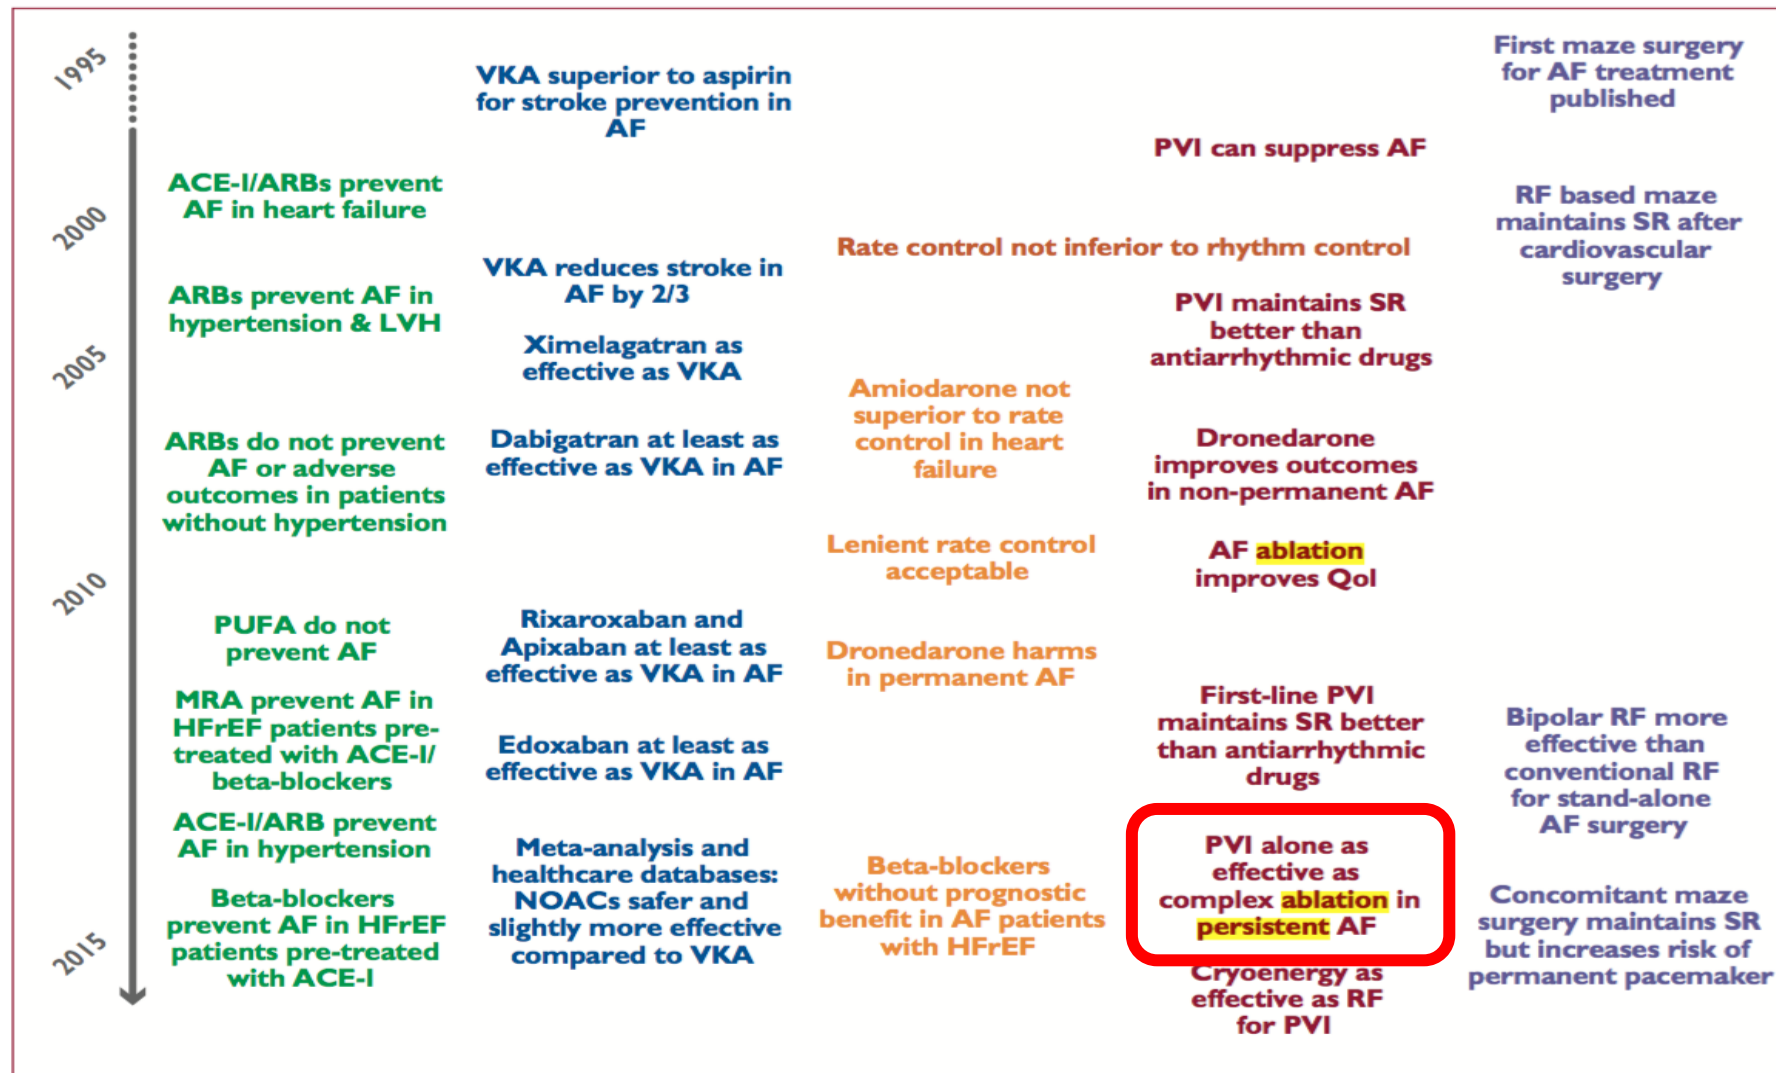 1995
2000
2005
2010
2015
ACE-I/ARBs prevent
AF in heart failure
ARBs prevent AF in
hypertension & LVH
ARBs do not prevent
AF or adverse
outcomes in patients
without hypertension
PUFA do not
prevent AF
MRA prevent AF in
HFrEF patients pre-
treated with ACE-I/
beta-blockers
ACE-I/ARB prevent
AF in hypertension
Beta-blockers
prevent AF in HFrEF
patients pre-treated
with ACE-I
VKA superior to aspirin
for stroke prevention in
AF
VKA reduces stroke in
AF by 2/3
Ximelagatran as
effective as VKA
Dabigatran at least as
effective as VKA in AF
Rixaroxaban and
Apixaban at least as
effective as VKA in AF
Edoxaban at least as
effective as VKA in AF
Meta-analysis and
healthcare databases:
NOACs safer and
slightly more effective
compared to VKA
Rate control not inferior to rhythm control
Amiodarone not
superior to rate
control in heart
failure
Lenient rate control
acceptable
Dronedarone harms
in permanent AF
Beta-blockers
without prognostic
benefit in AF patients
with HFrEF
PVI can suppress AF
PVI maintains SR
better than
antiarrhythmic drugs
Dronedarone
improves outcomes
in non-permanent AF
AF ablation
improves Qol
First-line PVI
maintains SR better
than antiarrhythmic
drugs
PVI alone as
effective as
complex ablation in
persistent AF
Cryoenergy as
effective as RF
for PVI
First maze surgery
for AF treatment
published
RF based maze
maintains SR after
cardiovascular
surgery
Bipolar RF more
effective than
conventional RF
for stand-alone
AF surgery
Concomitant maze
surgery maintains SR
but increases risk of
permanent pacemaker